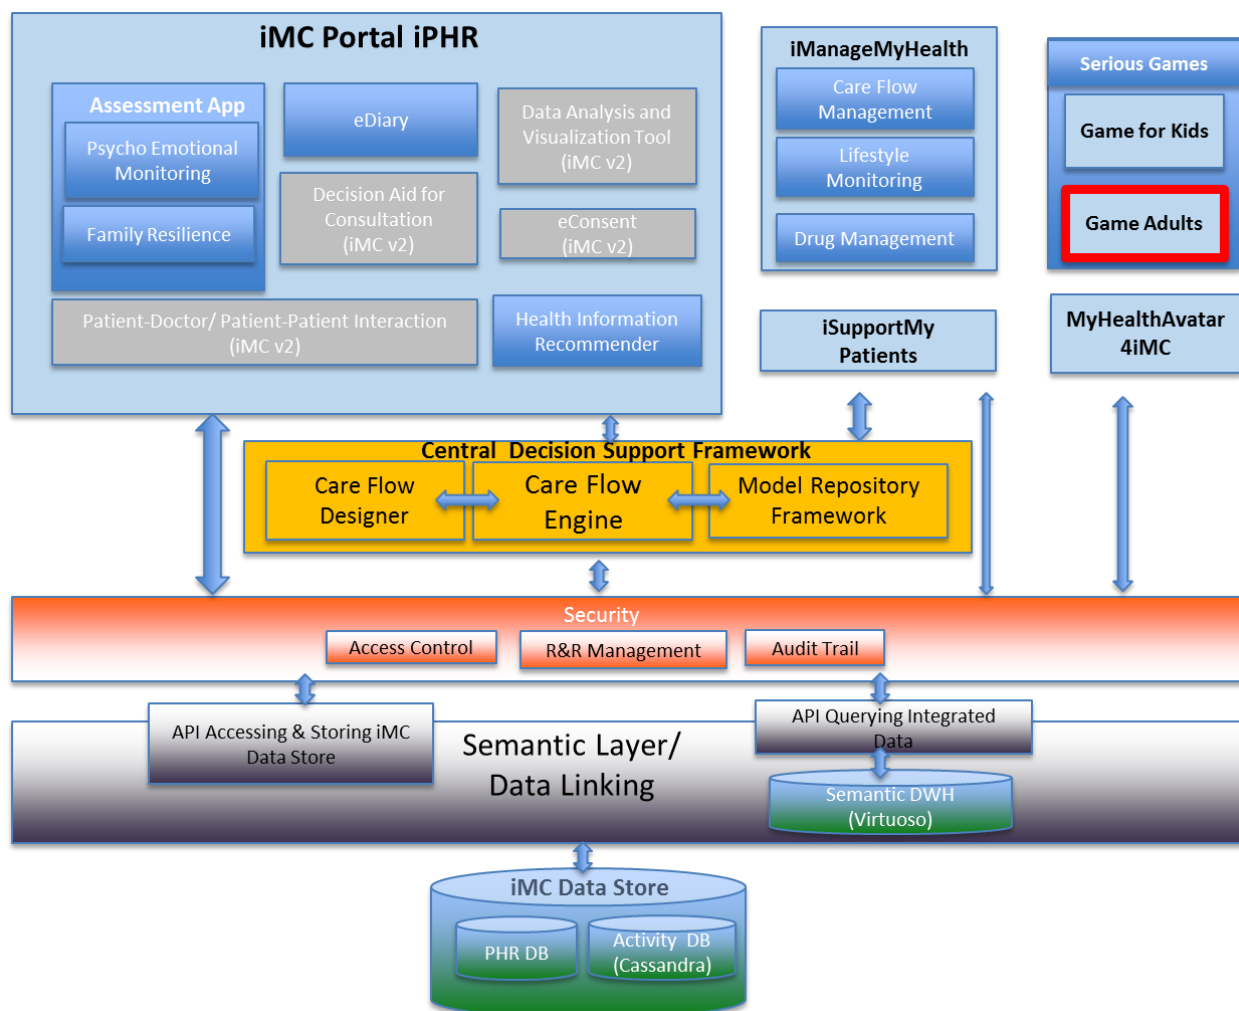 iMC Portal iPHR
Assessment App
Psycho Emotional
Monitoring
Family Resilience
eDiary
Decision Aid for
Consultation
(iMC v2)
Data Analysis and
Visualization Tool
(iMC v2)
eConsent
(iMC v2)
Patient-Doctor/ Patient-Patient Interaction
(iMC v2)
Health Information
Recommender
iManageMyHealth
Care Flow
Management
Lifestyle
Monitoring
Drug Management
Serious Games
Game for Kids
Game Adults
iSupportMy
Patients
MyHealthAvatar
4iMC
Central Decision Support Framework
Care Flow
Designer
Care Flow
Engine
Model Repository
Framework
Security
Access Control
R&R Management
Audit Trail
API Accessing & Storing iMC
Data Store
Semantic Layer/
Data Linking
API Querying Integrated
Data
Semantic DWH
(Virtuoso)
iMC Data Store
PHR DB
Activity DB
(Cassandra)